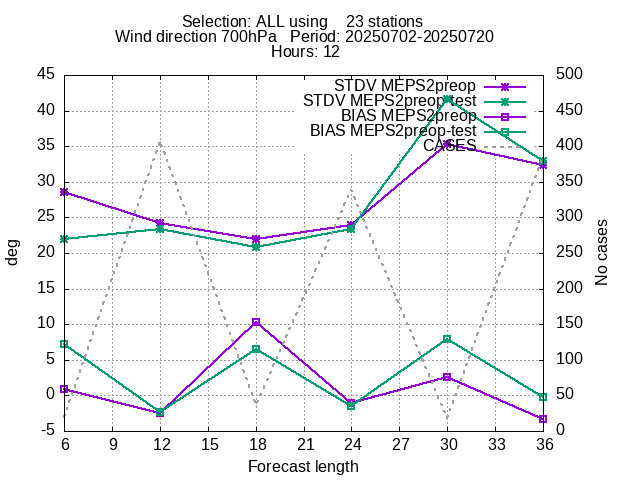 Selection: ALL using 23 stations
Wind direction 700hPa Period: 20250702-20250720
Hours: 12
STDV MEPS2preop
STDV MEPS2preop-test
BIAS MEPS2preop
BIAS MEPS2preop-test
CASES
45
40
35
30
25
20
15
10
5
0
-5
deg
500
450
400
350
300
250
200
150
100
50
0
No cases
6 9 12 15 18 21 24 27 30 33 36
Forecast length